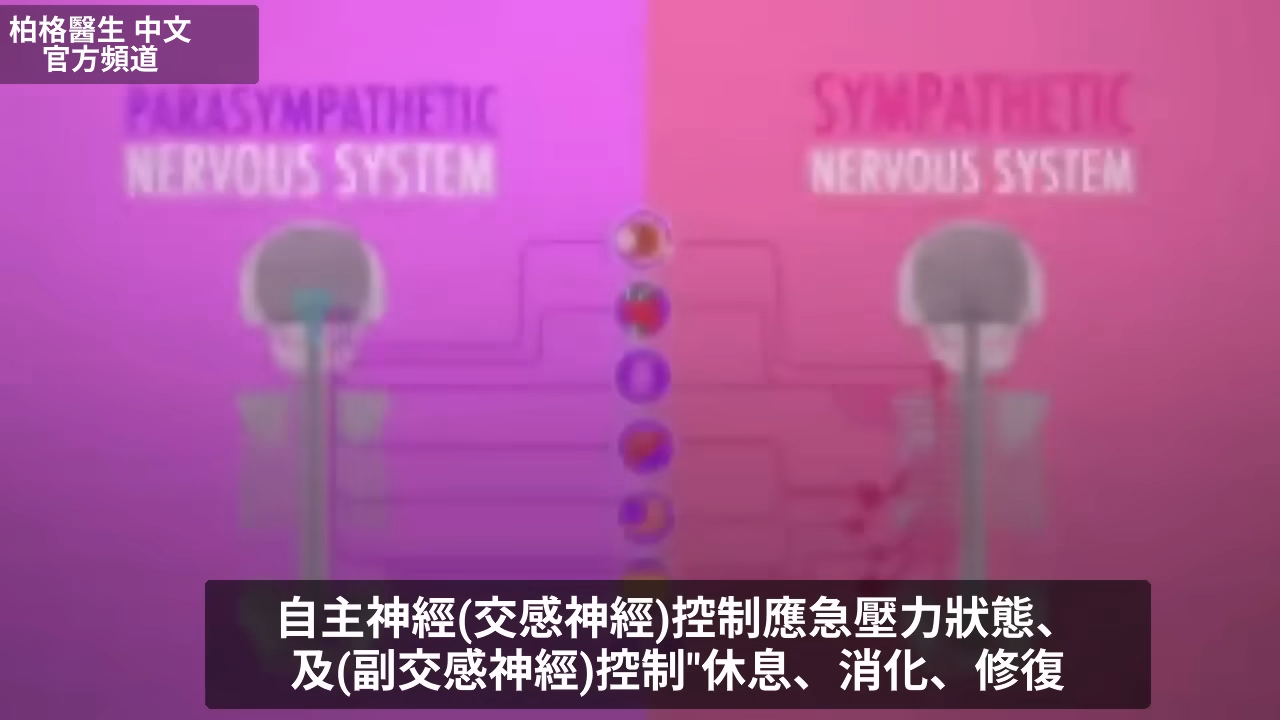 柏格醫生 中文
官方頻道
PARASYMPATHETIC
NERVOUS SYSTEM
SYMPATHETIC
NERVOUS SYSTEM
自主神經(交感神經)控制應急壓力狀態、
及(副交感神經)控制"休息、消化、修復